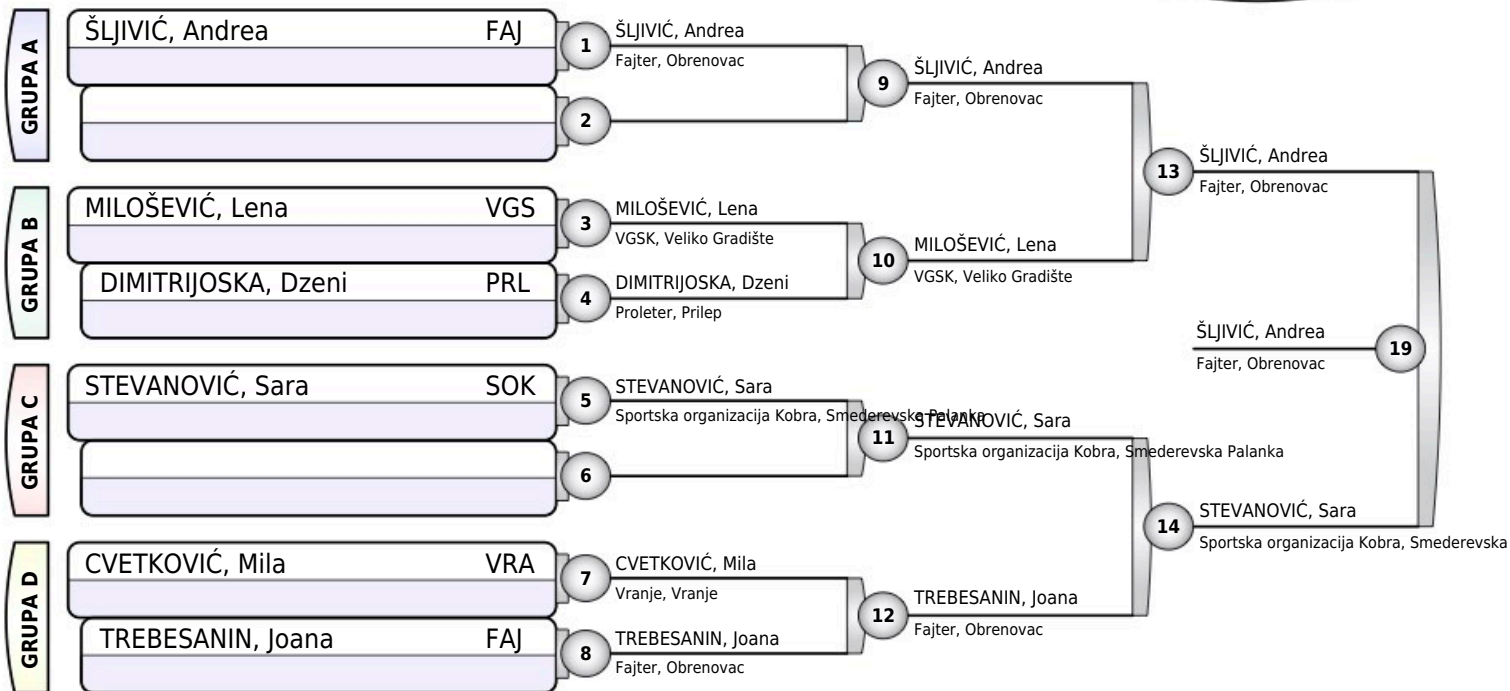 GRUPA A
ŠLJIVIĆ, Andrea FAJ
1
2
GRUPA B
MILOŠEVIĆ, Lena VGS
DIMITRIJOSKA, Dzeni PRL
3
4
GRUPA C
STEVANOVIĆ, Sara SOK
5
6
GRUPA D
CVETKOVIĆ, Mila VRA
TREBESANIN, Joana FAJ
7
8
ŠLJIVIĆ, Andrea
Fajter, Obrenovac
MILOŠEVIĆ, Lena
VGSK, Veliko Gradište
DIMITRIJOSKA, Dzeni
Proleter, Prilep
STEVANOVIĆ, Sara
Sportska organizacija Kobra, Smederevska Palanka
CVETKOVIĆ, Mila
Vranje, Vranje
TREBESANIN, Joana
Fajter, Obrenovac
9
ŠLJIVIĆ, Andrea
Fajter, Obrenovac
10
MILOŠEVIĆ, Lena
VGSK, Veliko Gradište
11
STEVANOVIĆ, Sara
Sportska organizacija Kobra, Smederevska Palanka
12
TREBESANIN, Joana
Fajter, Obrenovac
13
ŠLJIVIĆ, Andrea
Fajter, Obrenovac
14
STEVANOVIĆ, Sara
Sportska organizacija Kobra, Smederevska
ŠLJIVIĆ, Andrea
Fajter, Obrenovac
19